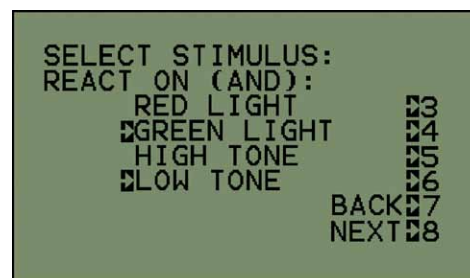 SELECT STIMULUS:
REACT ON (AND):
RED LIGHT 3
GREEN LIGHT 4
HIGH TONE 5
LOW TONE 6
BACK 7
NEXT 8